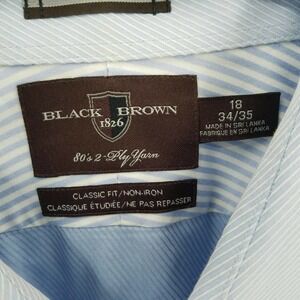 BLACK BROWN
1826
80's 2-Ply Yarn
18
34/35
MADE IN SRI LANKA
FABRIQUÉ EN SRI LANKA
CLASSIC FIT/NON-IRON
CLASSIQUE ÉTUDIÉE/NE PAS REPASSER